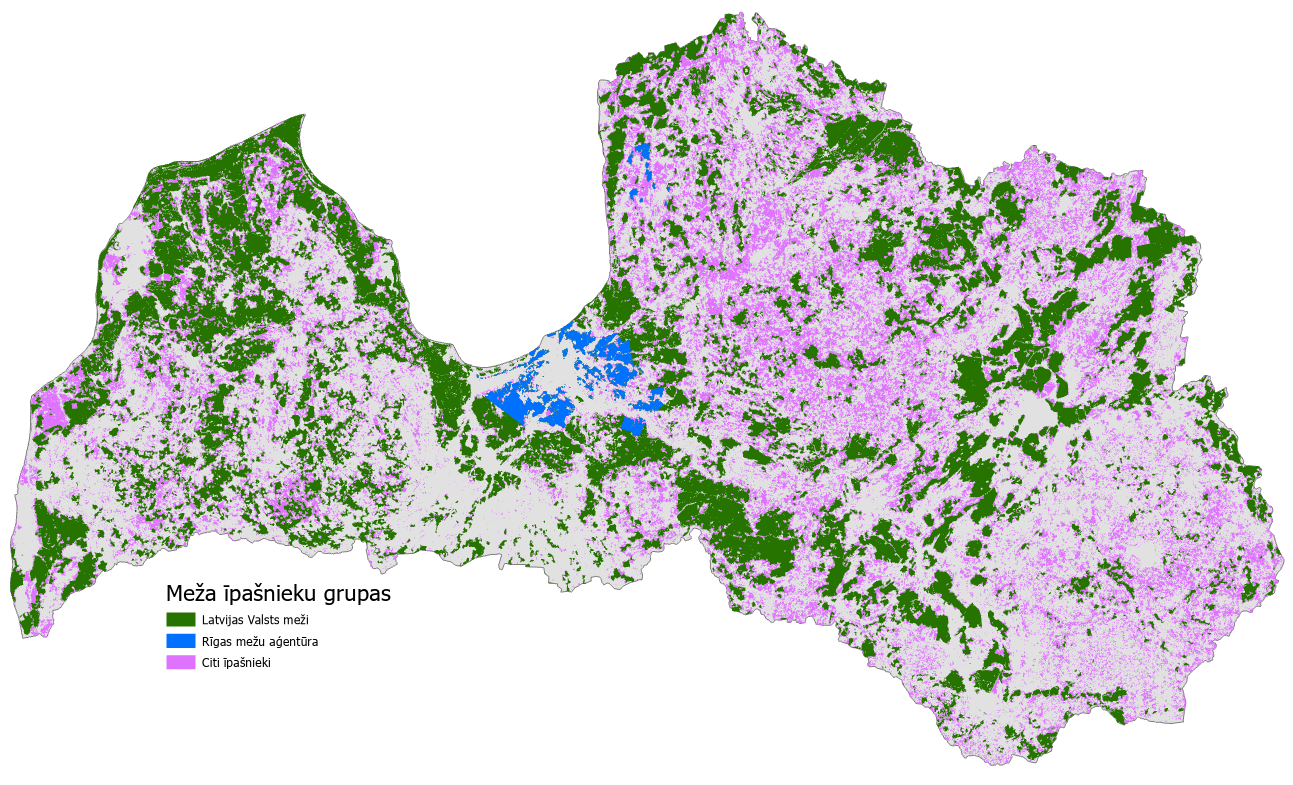 Meža īpašnieku grupas
Latvijas Valsts meži
Rīgas mežu aģentūra
Citi īpašnieki